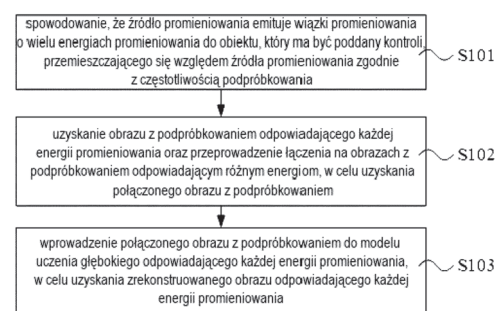 spowodowanie, że źródło promieniowania emituje wiązki promieniowania
o wielu energiach promieniowania do obiektu, który ma być poddany kontroli,
przemieszczającego się względem źródła promieniowania zgodnie
z częstotliwością podpróbkowania
S101
uzyskanie obrazu z podpróbkowaniem odpowiadającego każdej
energii promieniowania oraz przeprowadzenie łączenia na obrazach z
podpróbkowaniem odpowiadającym różnym energiom, w celu uzyskania
połączonego obrazu z podpróbkowaniem
S102
wprowadzenie połączonego obrazu z podpróbkowaniem do modelu
uczenia głębokiego odpowiadającego każdej energii promieniowania,
w celu uzyskania zrekonstruowanego obrazu odpowiadającego każdej
energii promieniowania
S103